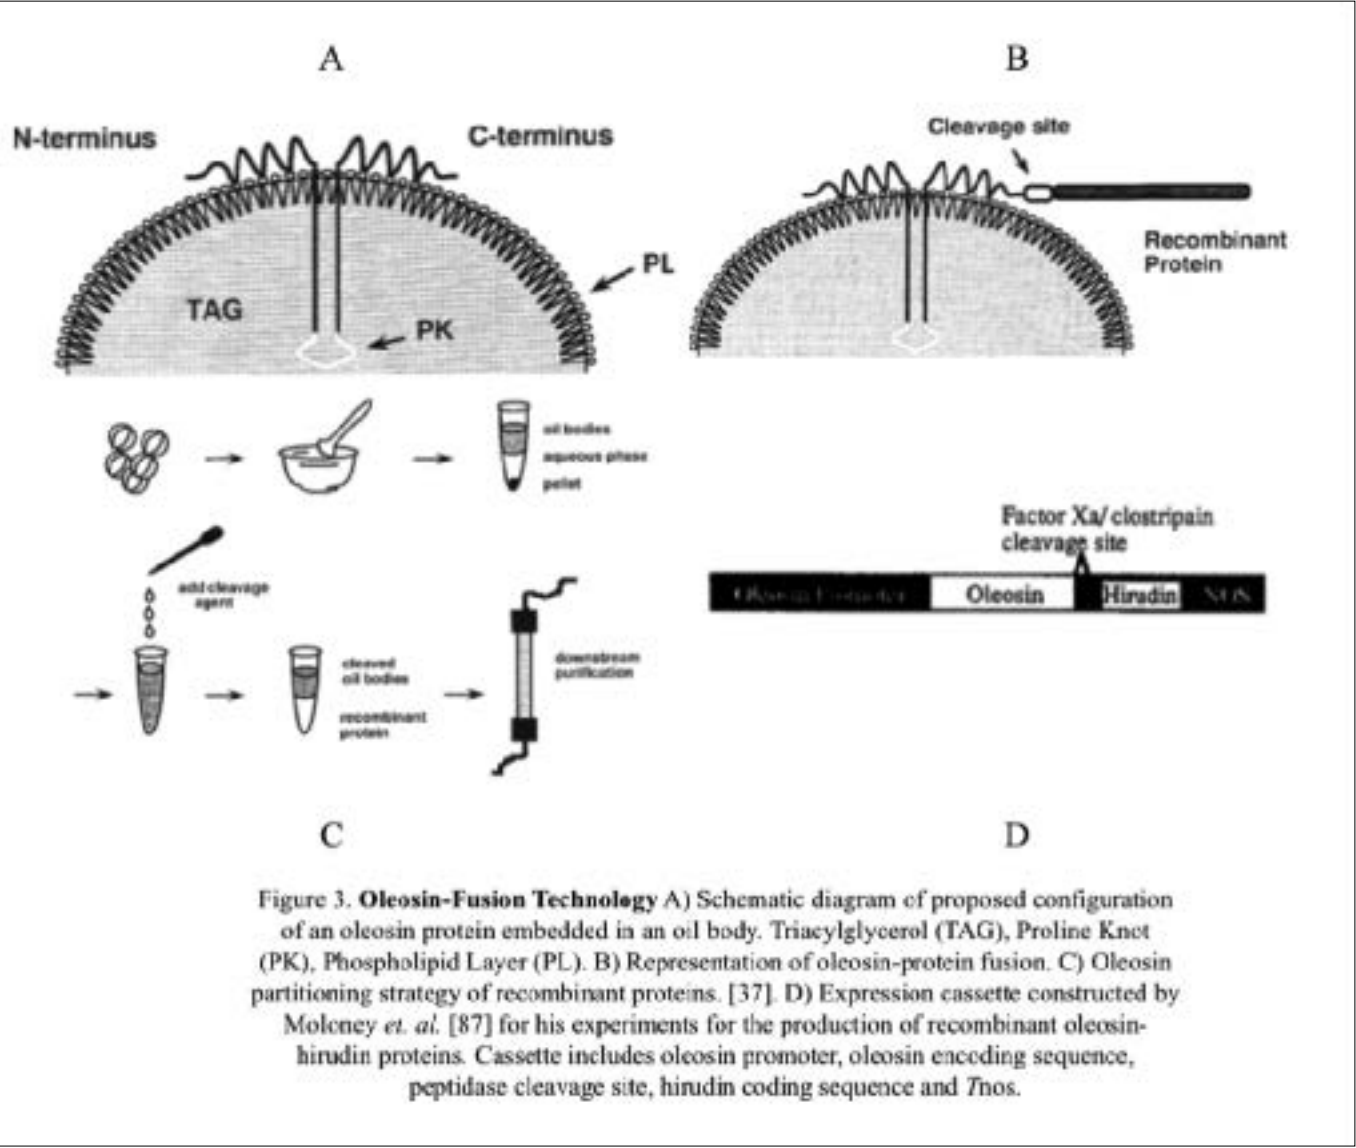 A
B
N-terminus
C-terminus
Cleavage site
PL
Recombinant
Protein
TAG
PK
oil bodies
aqueous phase
pellet
Factor Xa/ clostripain
cleavage site
add cleavage
agent
Oleosin Promoter
Oleosin
Hirudin
NOS
cleaved
oil bodies
downstream
purification
recombinant
protein
C
D
Figure 3. Oleosin-Fusion Technology A) Schematic diagram of proposed configuration
of an oleosin protein embedded in an oil body. Triacylglycerol (TAG), Proline Knot
(PK), Phospholipid Layer (PL). B) Representation of oleosin-protein fusion. C) Oleosin
partitioning strategy of recombinant proteins. [37]. D) Expression cassette constructed by
Moloney et. al. [87] for his experiments for the production of recombinant oleosin-
hirudin proteins. Cassette includes oleosin promoter, oleosin encoding sequence,
peptidase cleavage site, hirudin coding sequence and Tnos.